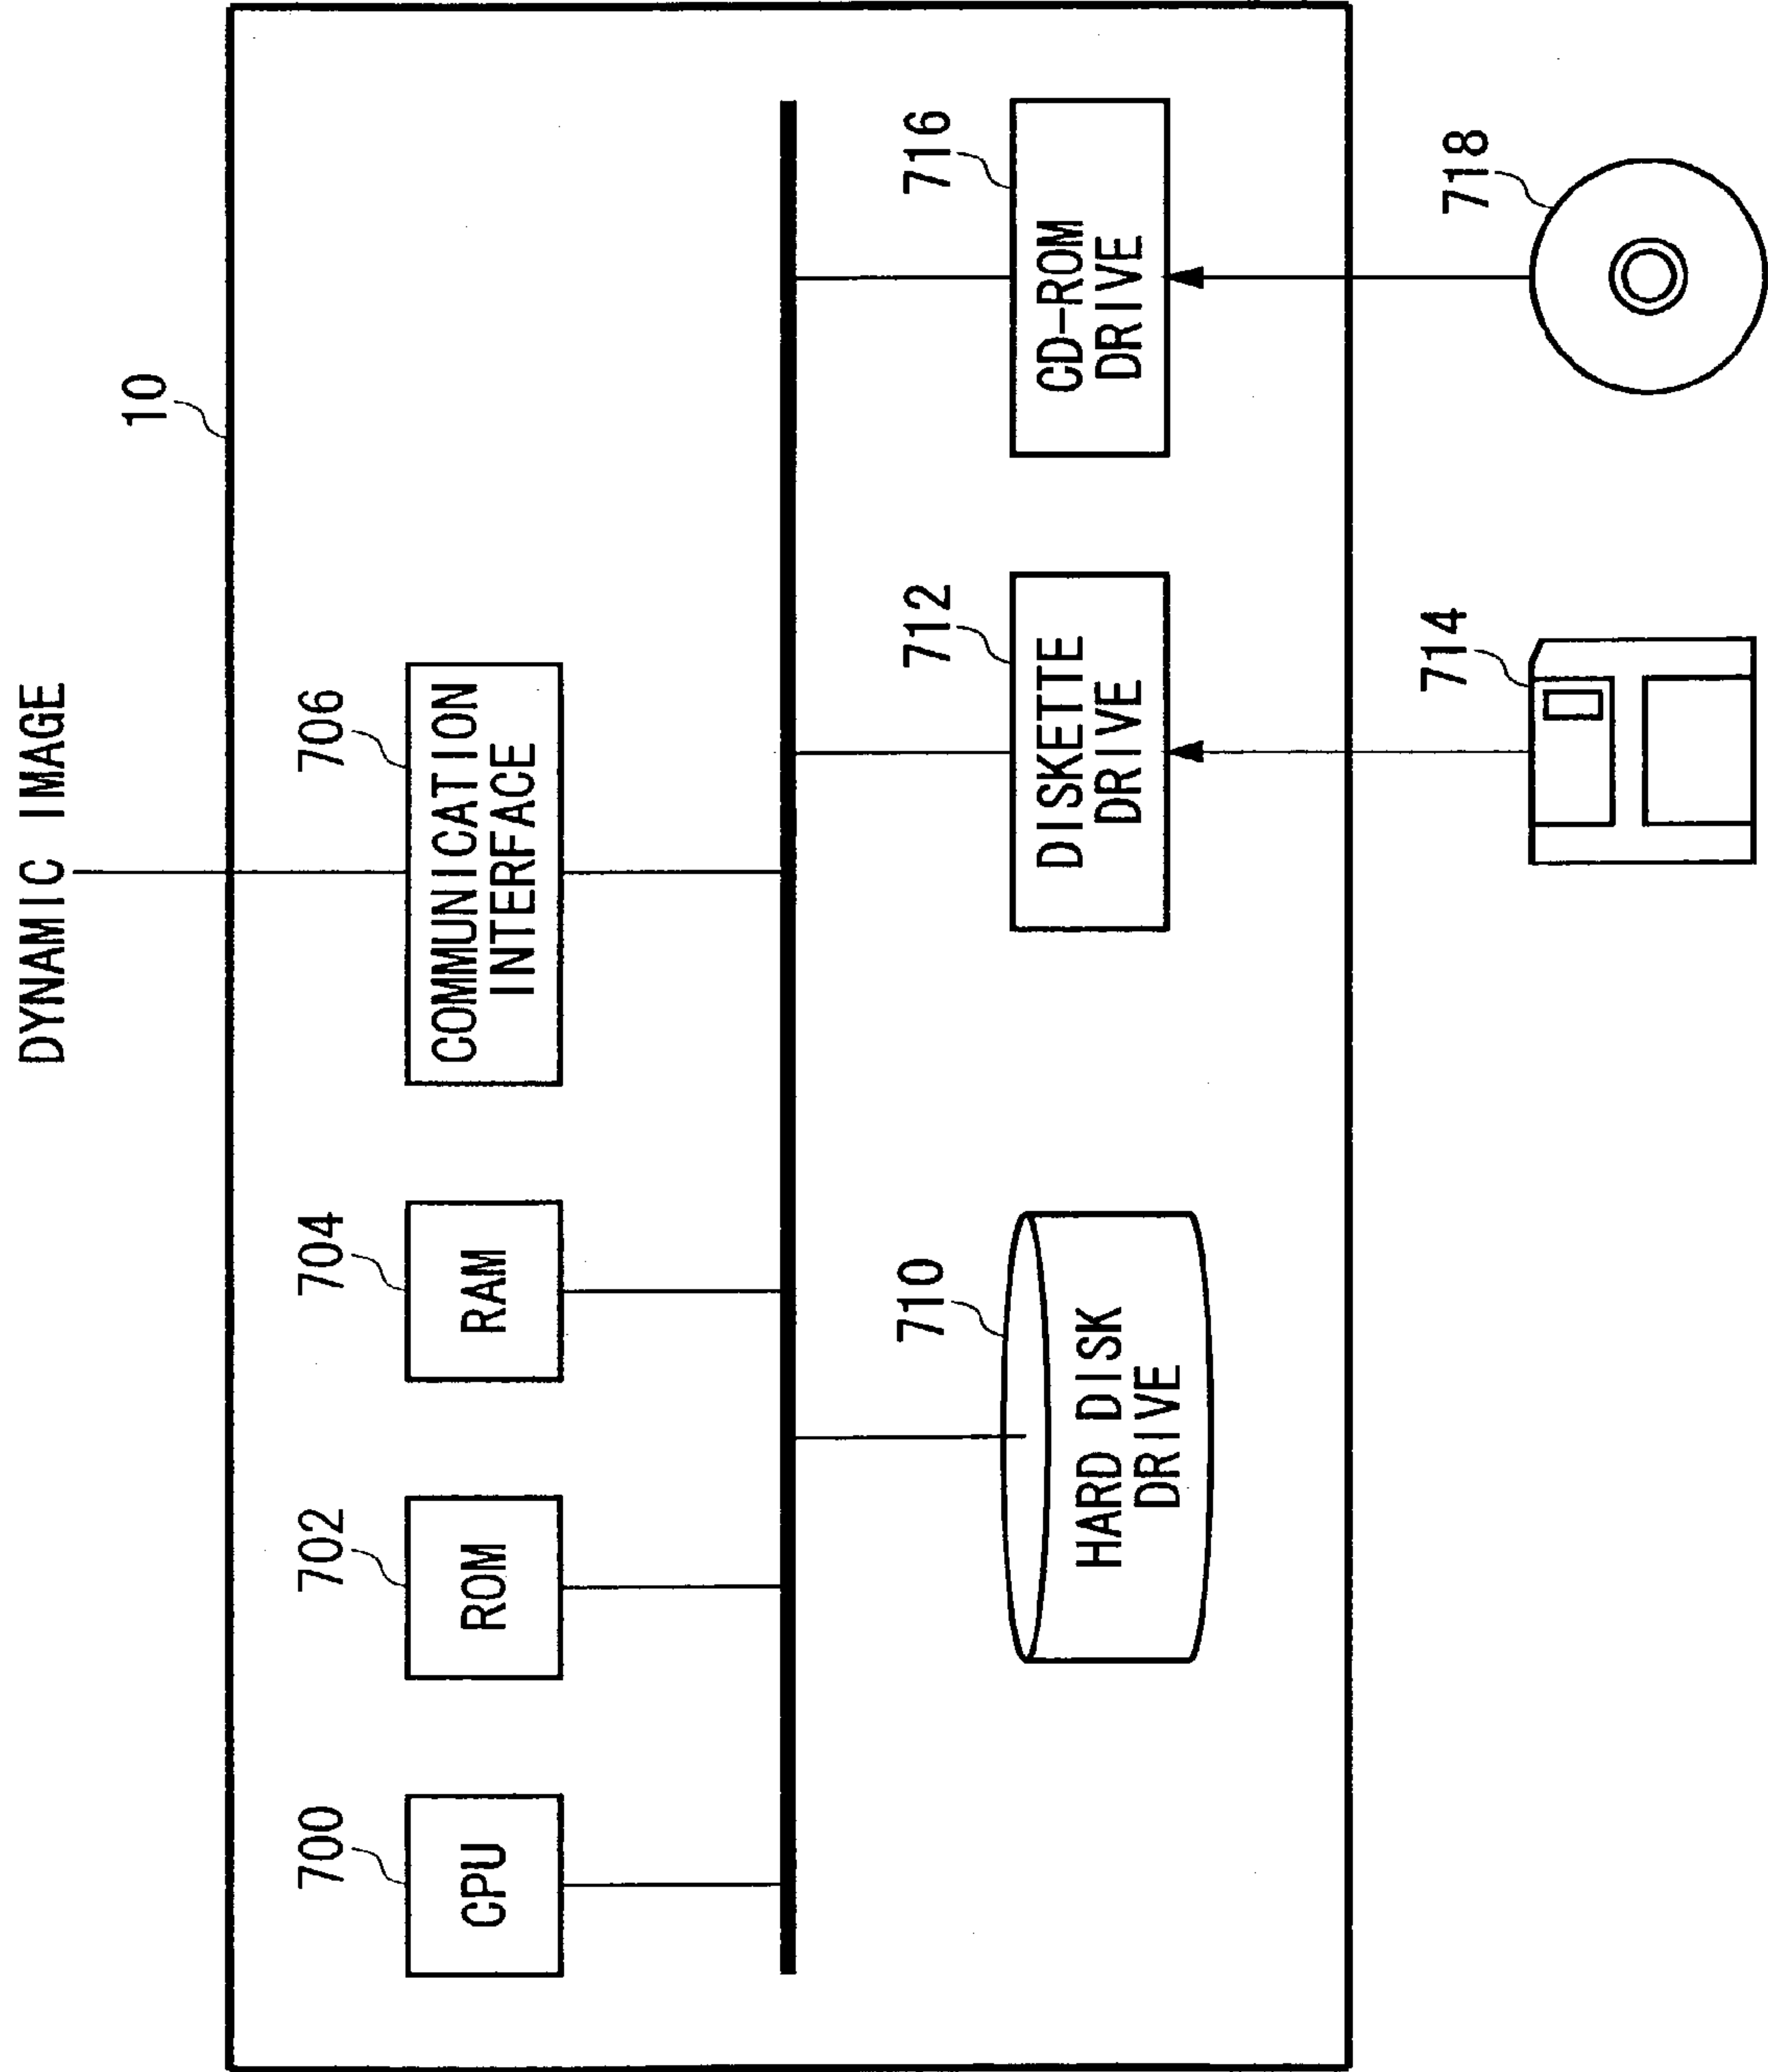 DYNAMIC IMAGE
10
700
CPU
702
ROM
704
RAM
706
COMMUNICATION
INTERFACE
710
HARD DISK
DRIVE
712
DISKETTE
DRIVE
716
CD-ROM
DRIVE
714
718